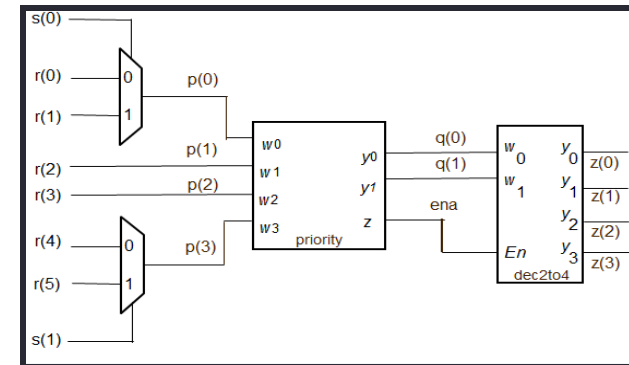 s(0)
r(0)
0
p(0)
r(1)
1
p(1)
r(2)
p(2)
r(3)
r(4)
0
p(3)
r(5)
1
s(1)
w0
w1
w2
w3
y0
y1
z
priority
q(0)
q(1)
ena
w0
w1
En
y0
y1
y2
y3
dec2to4
z(0)
z(1)
z(2)
z(3)